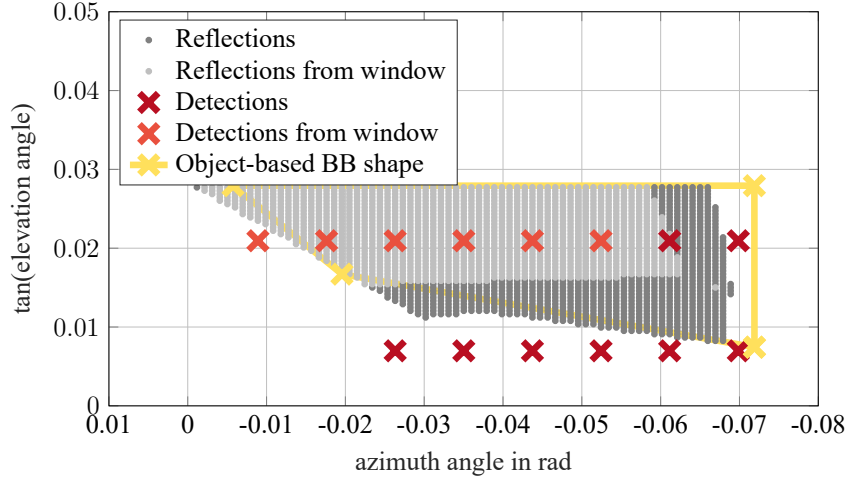 0.05
0.04
0.03
0.02
0.01
0
tan(elevation angle)
Reflections
Reflections from window
Detections
Detections from window
Object-based BB shape
0.01 0 -0.01 -0.02 -0.03 -0.04 -0.05 -0.06 -0.07 -0.08
azimuth angle in rad